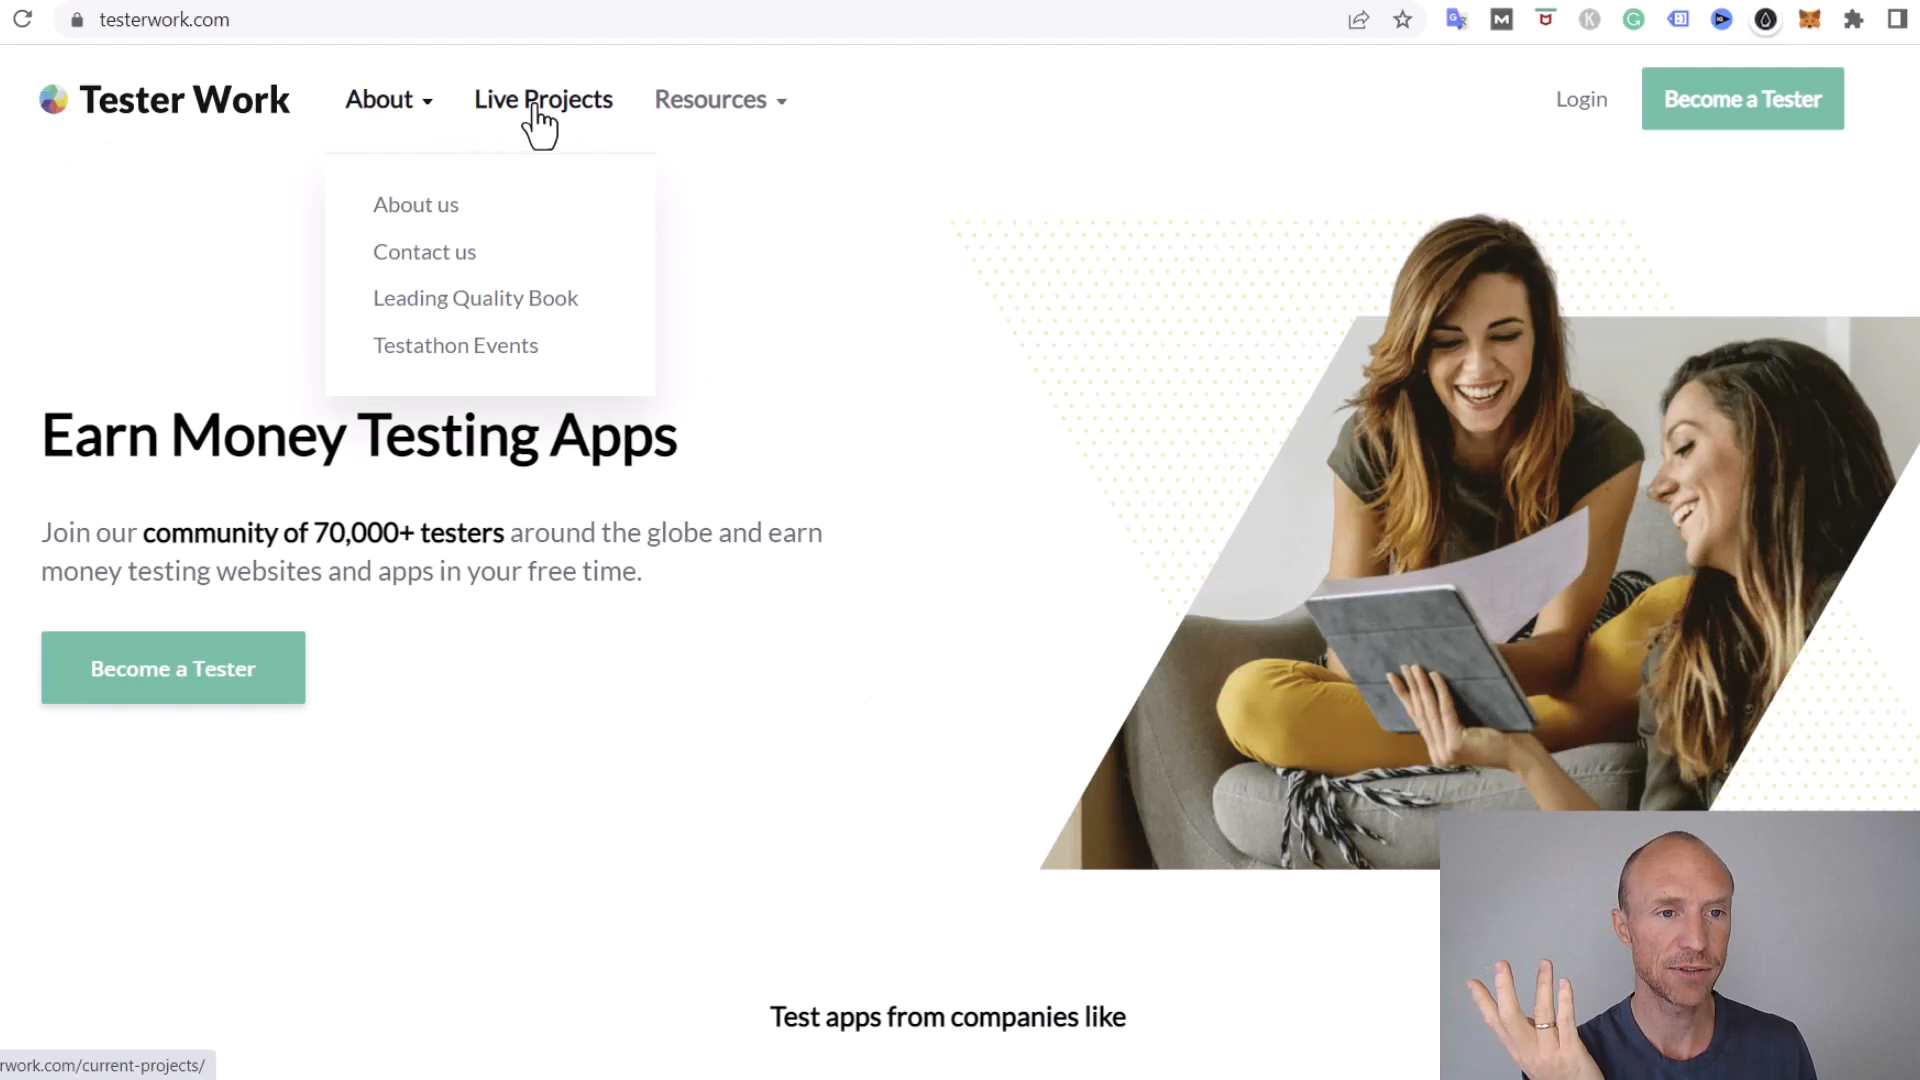 testerwork.com
Tester Work
About
Live Projects
Resources
Login
Become a Tester
About us
Contact us
Leading Quality Book
Testathon Events
Earn Money Testing Apps
Join our community of 70,000+ testers around the globe and earn
money testing websites and apps in your free time.
Become a Tester
Test apps from companies like
rwork.com/current-projects/